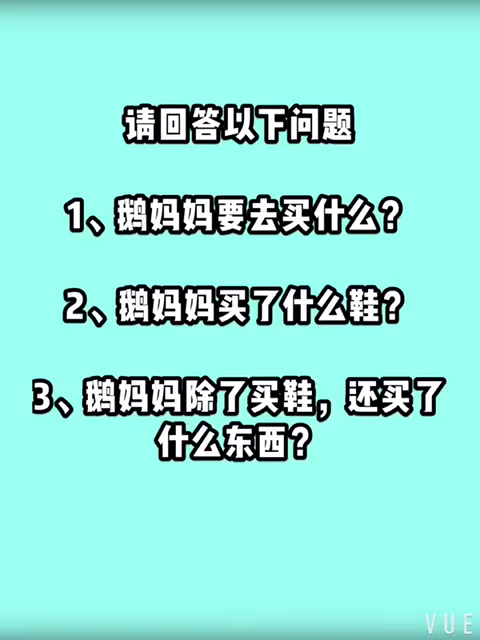 请回答以下问题
1、鹅妈妈要去买什么？
2、鹅妈妈买了什么鞋？
3、鹅妈妈除了买鞋，还买了
什么东西？
VUE